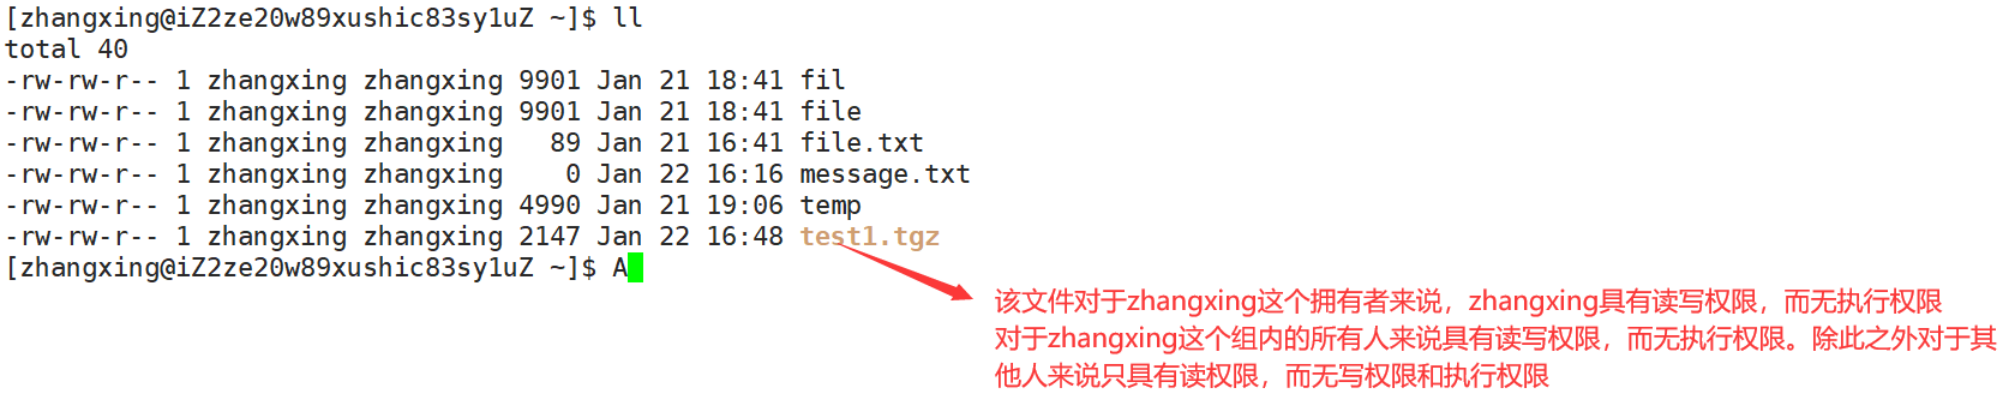 [zhangxing@iZ2ze20w89xushic83sy1uZ ~]$ ll
total 40
-rw-rw-r-- 1 zhangxing zhangxing 9901 Jan 21 18:41 fil
-rw-rw-r-- 1 zhangxing zhangxing 9901 Jan 21 18:41 file
-rw-rw-r-- 1 zhangxing zhangxing   89 Jan 21 16:41 file.txt
-rw-rw-r-- 1 zhangxing zhangxing    0 Jan 22 16:16 message.txt
-rw-rw-r-- 1 zhangxing zhangxing 4990 Jan 21 19:06 temp
-rw-rw-r-- 1 zhangxing zhangxing 2147 Jan 22 16:48 test1.tgz
[zhangxing@iZ2ze20w89xushic83sy1uZ ~]$ A
该文件对于zhangxing这个拥有者来说，zhangxing具有读写权限，而无执行权限
对于zhangxing这个组内的所有人来说具有读写权限，而无执行权限。除此之外对于其
他人来说只具有读权限，而无写权限和执行权限